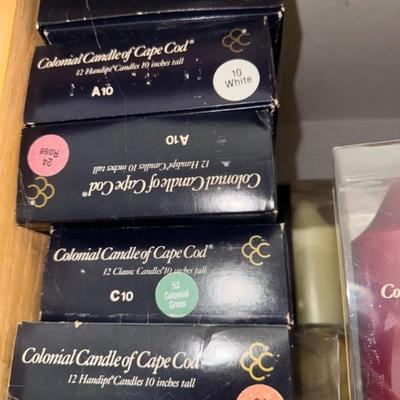 Colonial Candle of Cape Cod®
12 Handipt® Candles 10 inches tall
A10
10
White
Colonial Candle of Cape Cod®
12 Handipt® Candles 10 inches tall
A10
24
Rose
Colonial Candle of Cape Cod®
12 Classic Candles® 10 inches tall
C10
53
Colonial
Green
Colonial Candle of Cape Cod®
12 Handipt® Candles 10 inches tall
Co